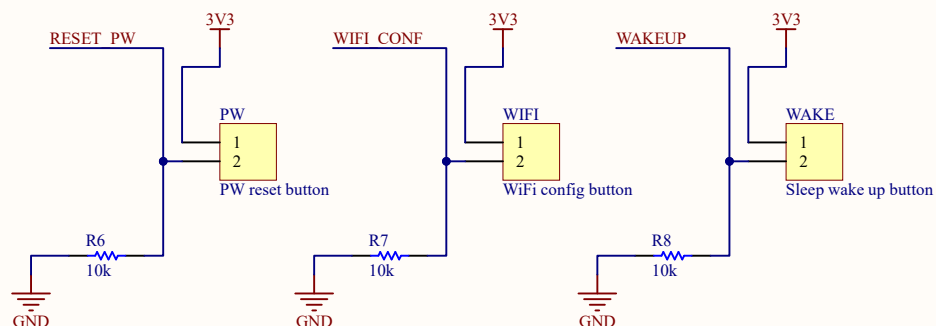 3V3
RESET_PW
PW
1
2
PW reset button
R6
10k
GND
3V3
WIFI_CONF
WIFI
1
2
WiFi config button
R7
10k
GND
3V3
WAKEUP
WAKE
1
2
Sleep wake up button
R8
10k
GND